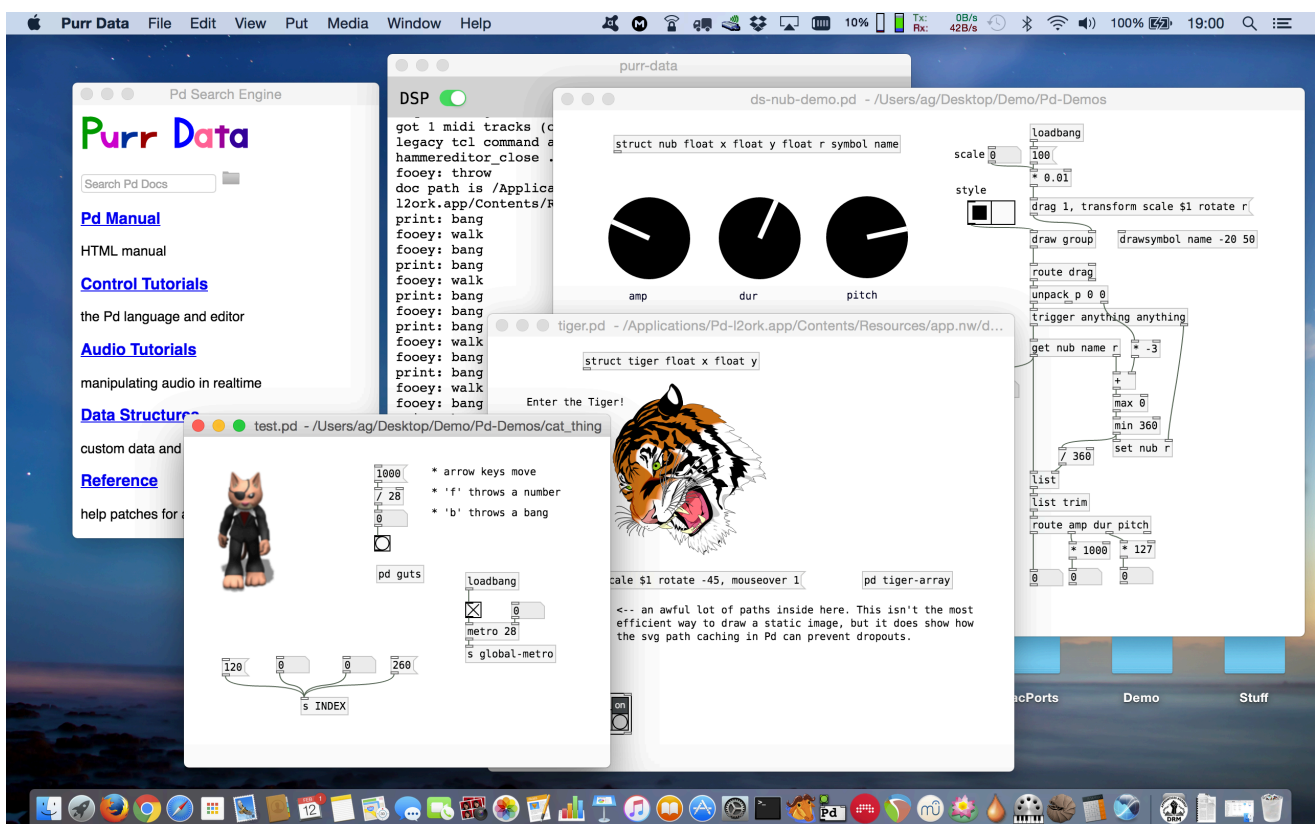 Purr Data File Edit View Put Media Window Help
10%
Tx: 0B/s
Rx: 42B/s
100%
19:00
purr-data
DSP
got 1 midi tracks (c
legacy tcl command a
hammereditor_close .
fooey: throw
doc path is /Applica
l2ork.app/Contents/R
print: bang
fooey: walk
fooey: bang
print: bang
fooey: walk
print: bang
fooey: bang
print: bang
fooey: walk
fooey: bang
print: bang
fooey: walk
fooey: bang
Pd Search Engine
Purr Data
Search Pd Docs
Pd Manual
HTML manual
Control Tutorials
the Pd language and editor
Audio Tutorials
manipulating audio in realtime
Data Structures
custom data and
Reference
help patches for
ds-nub-demo.pd - /Users/ag/Desktop/Demo/Pd-Demos
struct nub float x float y float r symbol name
amp dur pitch
scale 0
style
loadbang
100
* 0.01
drag 1, transform scale $1 rotate r
draw group drawsymbol name -20 50
route drag
unpack p 0 0
trigger anything anything
get nub name r * -3
+
max 0
min 360
/ 360 set nub r
list
list trim
route amp dur pitch
* 1000 * 127
0 0 0
tiger.pd - /Applications/Pd-l2ork.app/Contents/Resources/app.nw/d...
struct tiger float x float y
Enter the Tiger!
cale $1 rotate -45, mouseover 1
pd tiger-array
<-- an awful lot of paths inside here. This isn't the most
efficient way to draw a static image, but it does show how
the svg path caching in Pd can prevent dropouts.
on
test.pd - /Users/ag/Desktop/Demo/Pd-Demos/cat_thing
1000
/ 28
0
* arrow keys move
* 'f' throws a number
* 'b' throws a bang
pd guts
loadbang
0
metro 28
s global-metro
120 0 0 260
s INDEX
acPorts Demo Stuff
FEB
12
Pd
DRM